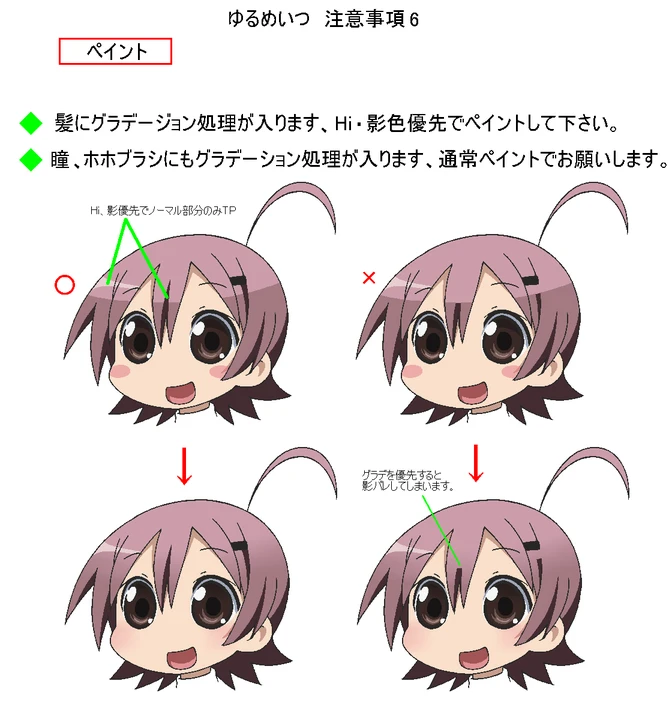 ゆるめいつ 注意事項6
ペイント
◆ 髪にグラデージョン処理が入ります、Hi・影色優先でペイントして下さい。
◆ 瞳、ホホブラシにもグラデーション処理が入ります、通常ペイントでお願いします。
Hi、影優先でノーマル部分のみTP
○
×
グラデを優先すると
影バレしてしまいます。